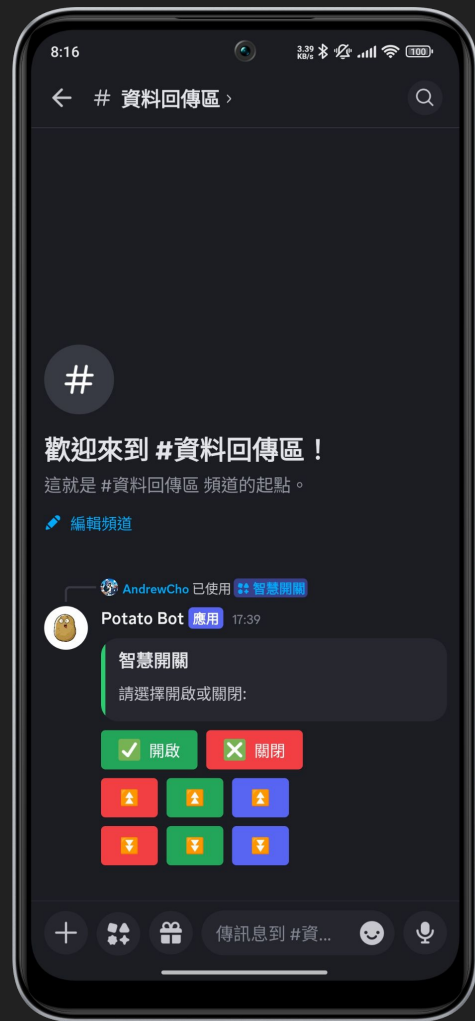 8:16
3.39 KB/s
100
# 資料回傳區 ›
#
歡迎來到 #資料回傳區！
這就是 #資料回傳區 頻道的起點。
編輯頻道
AndrewCho 已使用 智慧開關
Potato Bot 應用 17:39
智慧開關
請選擇開啟或關閉:
開啟 關閉
傳訊息到 #資...